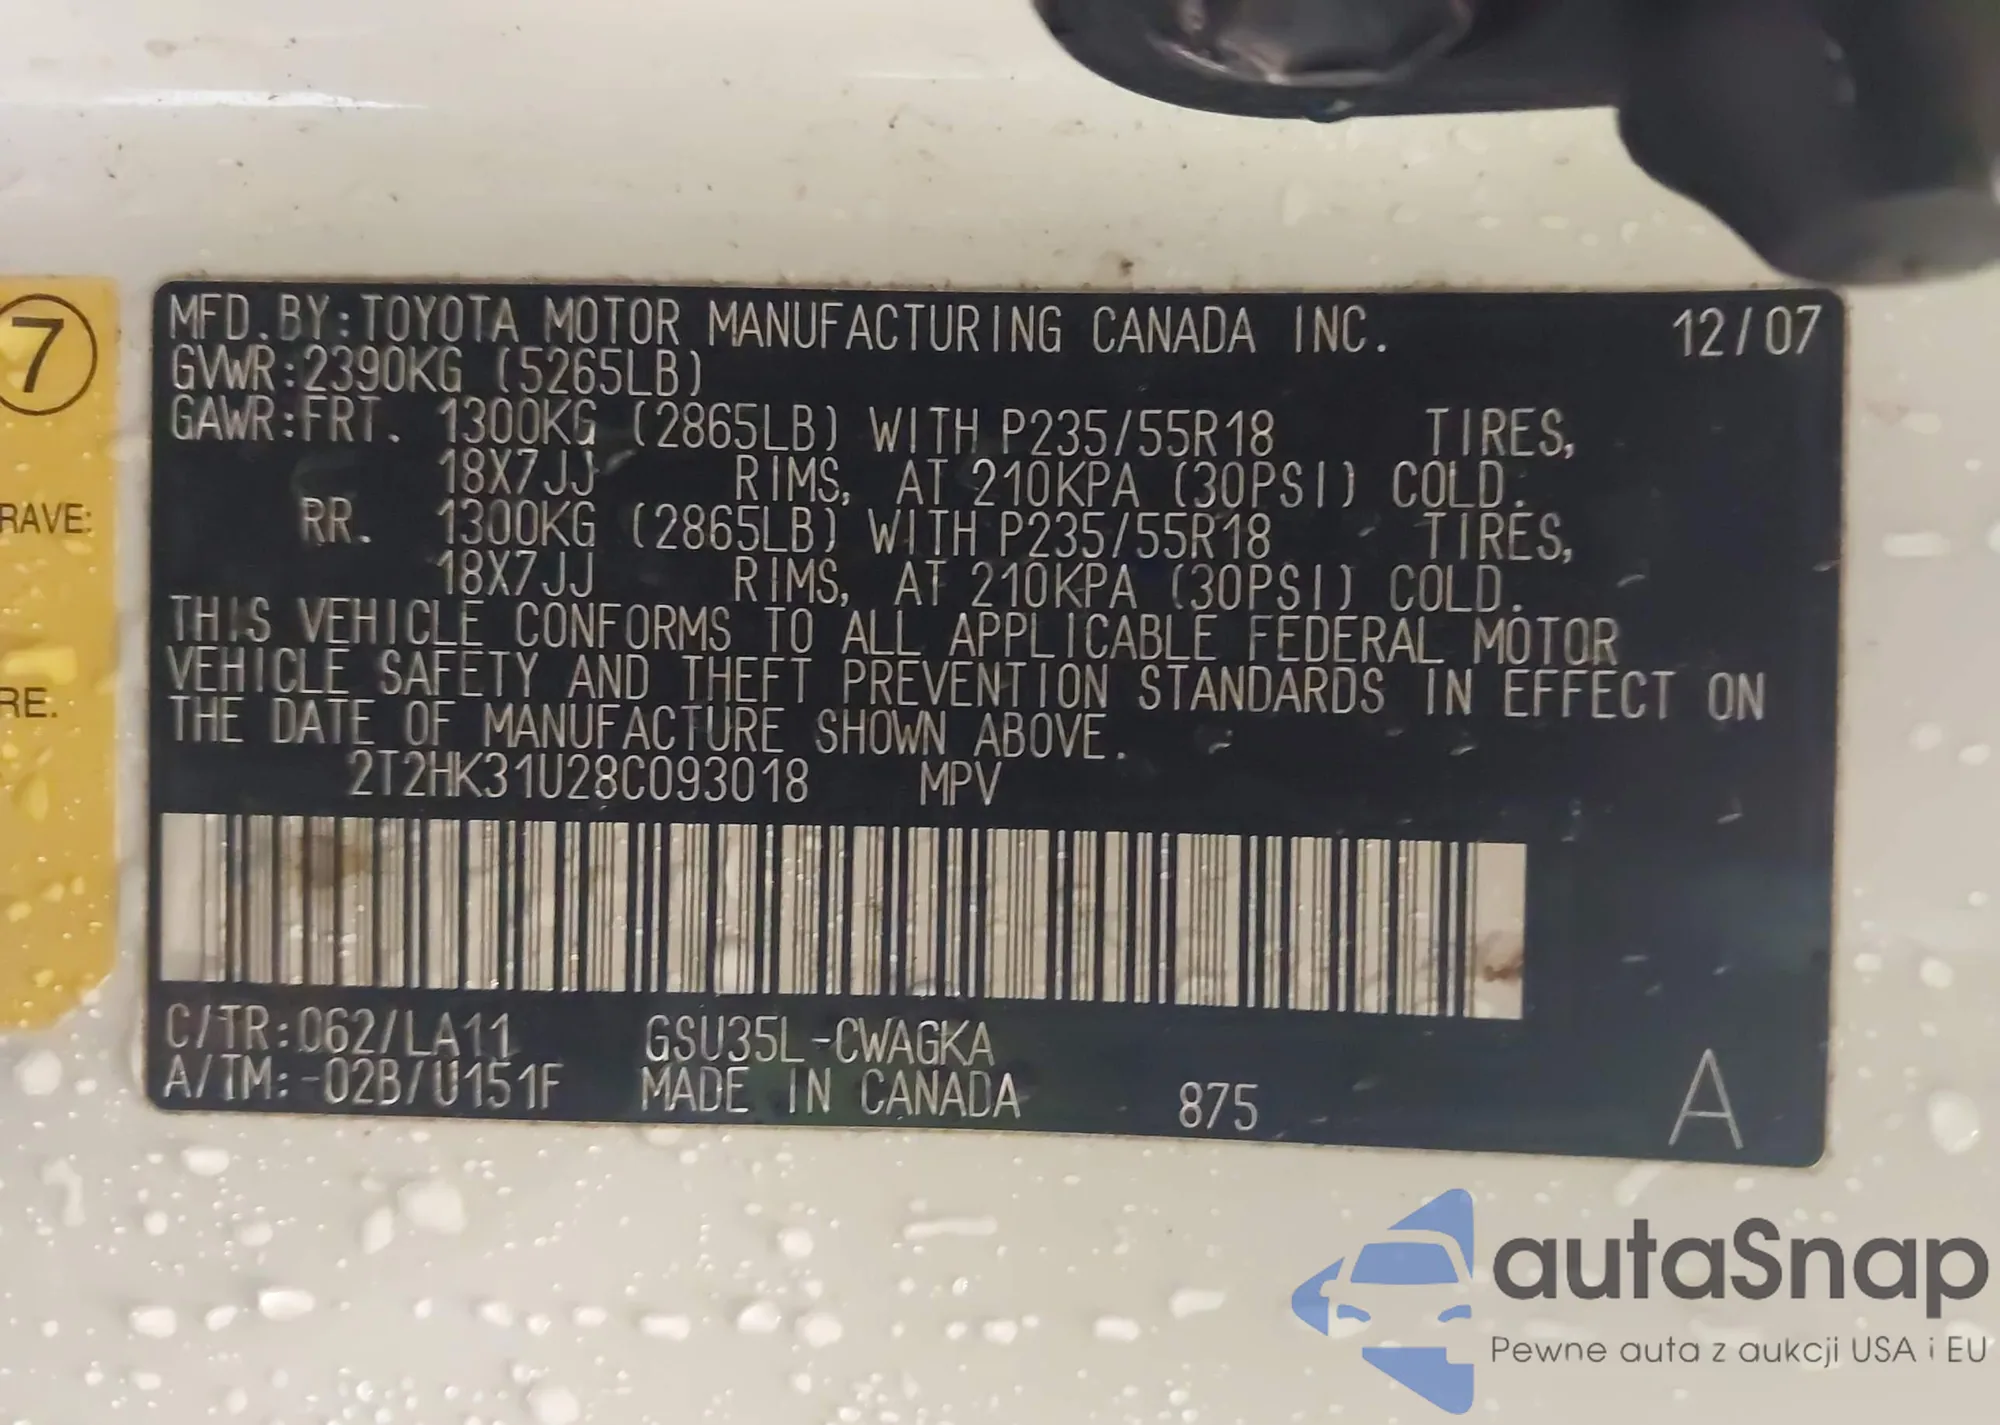 7
RAVE:
RE.
MFD. BY: TOYOTA MOTOR MANUFACTURING CANADA INC. 12/07
GVWR: 2390KG (5265LB)
GAWR: FRT. 1300KG (2865LB) WITH P235/55R18 TIRES,
18X7JJ RIMS, AT 210KPA (30PSI) COLD.
RR. 1300KG (2865LB) WITH P235/55R18 TIRES,
18X7JJ RIMS, AT 210KPA (30PSI) COLD.
THIS VEHICLE CONFORMS TO ALL APPLICABLE FEDERAL MOTOR
VEHICLE SAFETY AND THEFT PREVENTION STANDARDS IN EFFECT ON
THE DATE OF MANUFACTURE SHOWN ABOVE.
2T2HK31U28C093018 MPV
C/TR: 062/LA11 GSU35L-CWAGKA
A/TM: -02B/U151F MADE IN CANADA 875 A
autaSnap
Pewne auta z aukcji USA i EU